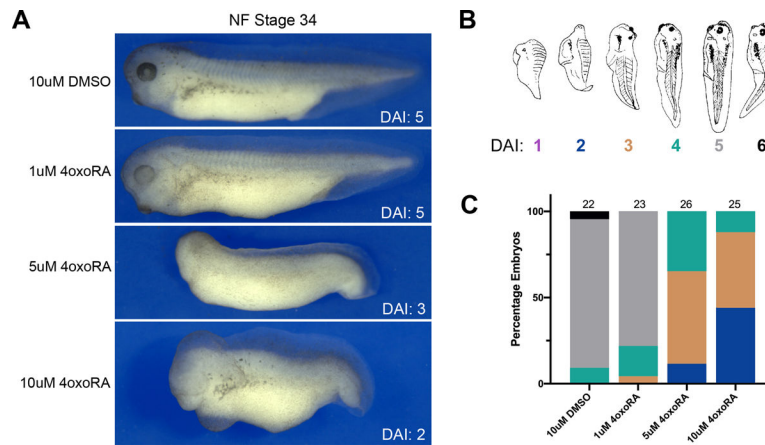 A
NF Stage 34
10uM DMSO
DAI: 5
1uM 4oxoRA
DAI: 5
5uM 4oxoRA
DAI: 3
10uM 4oxoRA
DAI: 2
B
DAI: 1 2 3 4 5 6
C
22 23 26 25
100
50
0
Percentage Embryos
10uM DMSO
1uM 4oxoRA
5uM 4oxoRA
10uM 4oxoRA